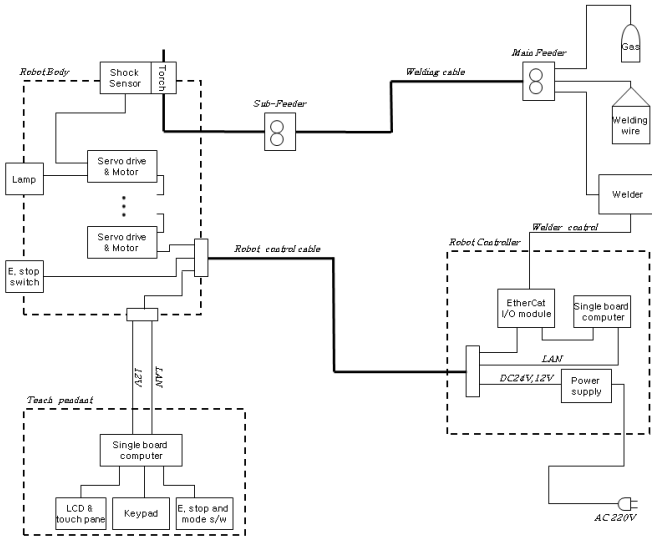 Gas
Main Feeder
Robot Body
Shock
Sensor
Torch
Welding cable
Sub-Feeder
Welding
wire
Servo drive
& Motor
Lamp
Welder
Servo drive
& Motor
Welder control
Robot Controller
Robot control cable
E, stop
switch
EtherCat
I/O module
Single board
computer
LAN
12V
LAN
DC24V,12V
Power
supply
Teach pendant
Single board
computer
LCD &
touch pane
Keypad
E, stop and
mode s/w
AC 220V